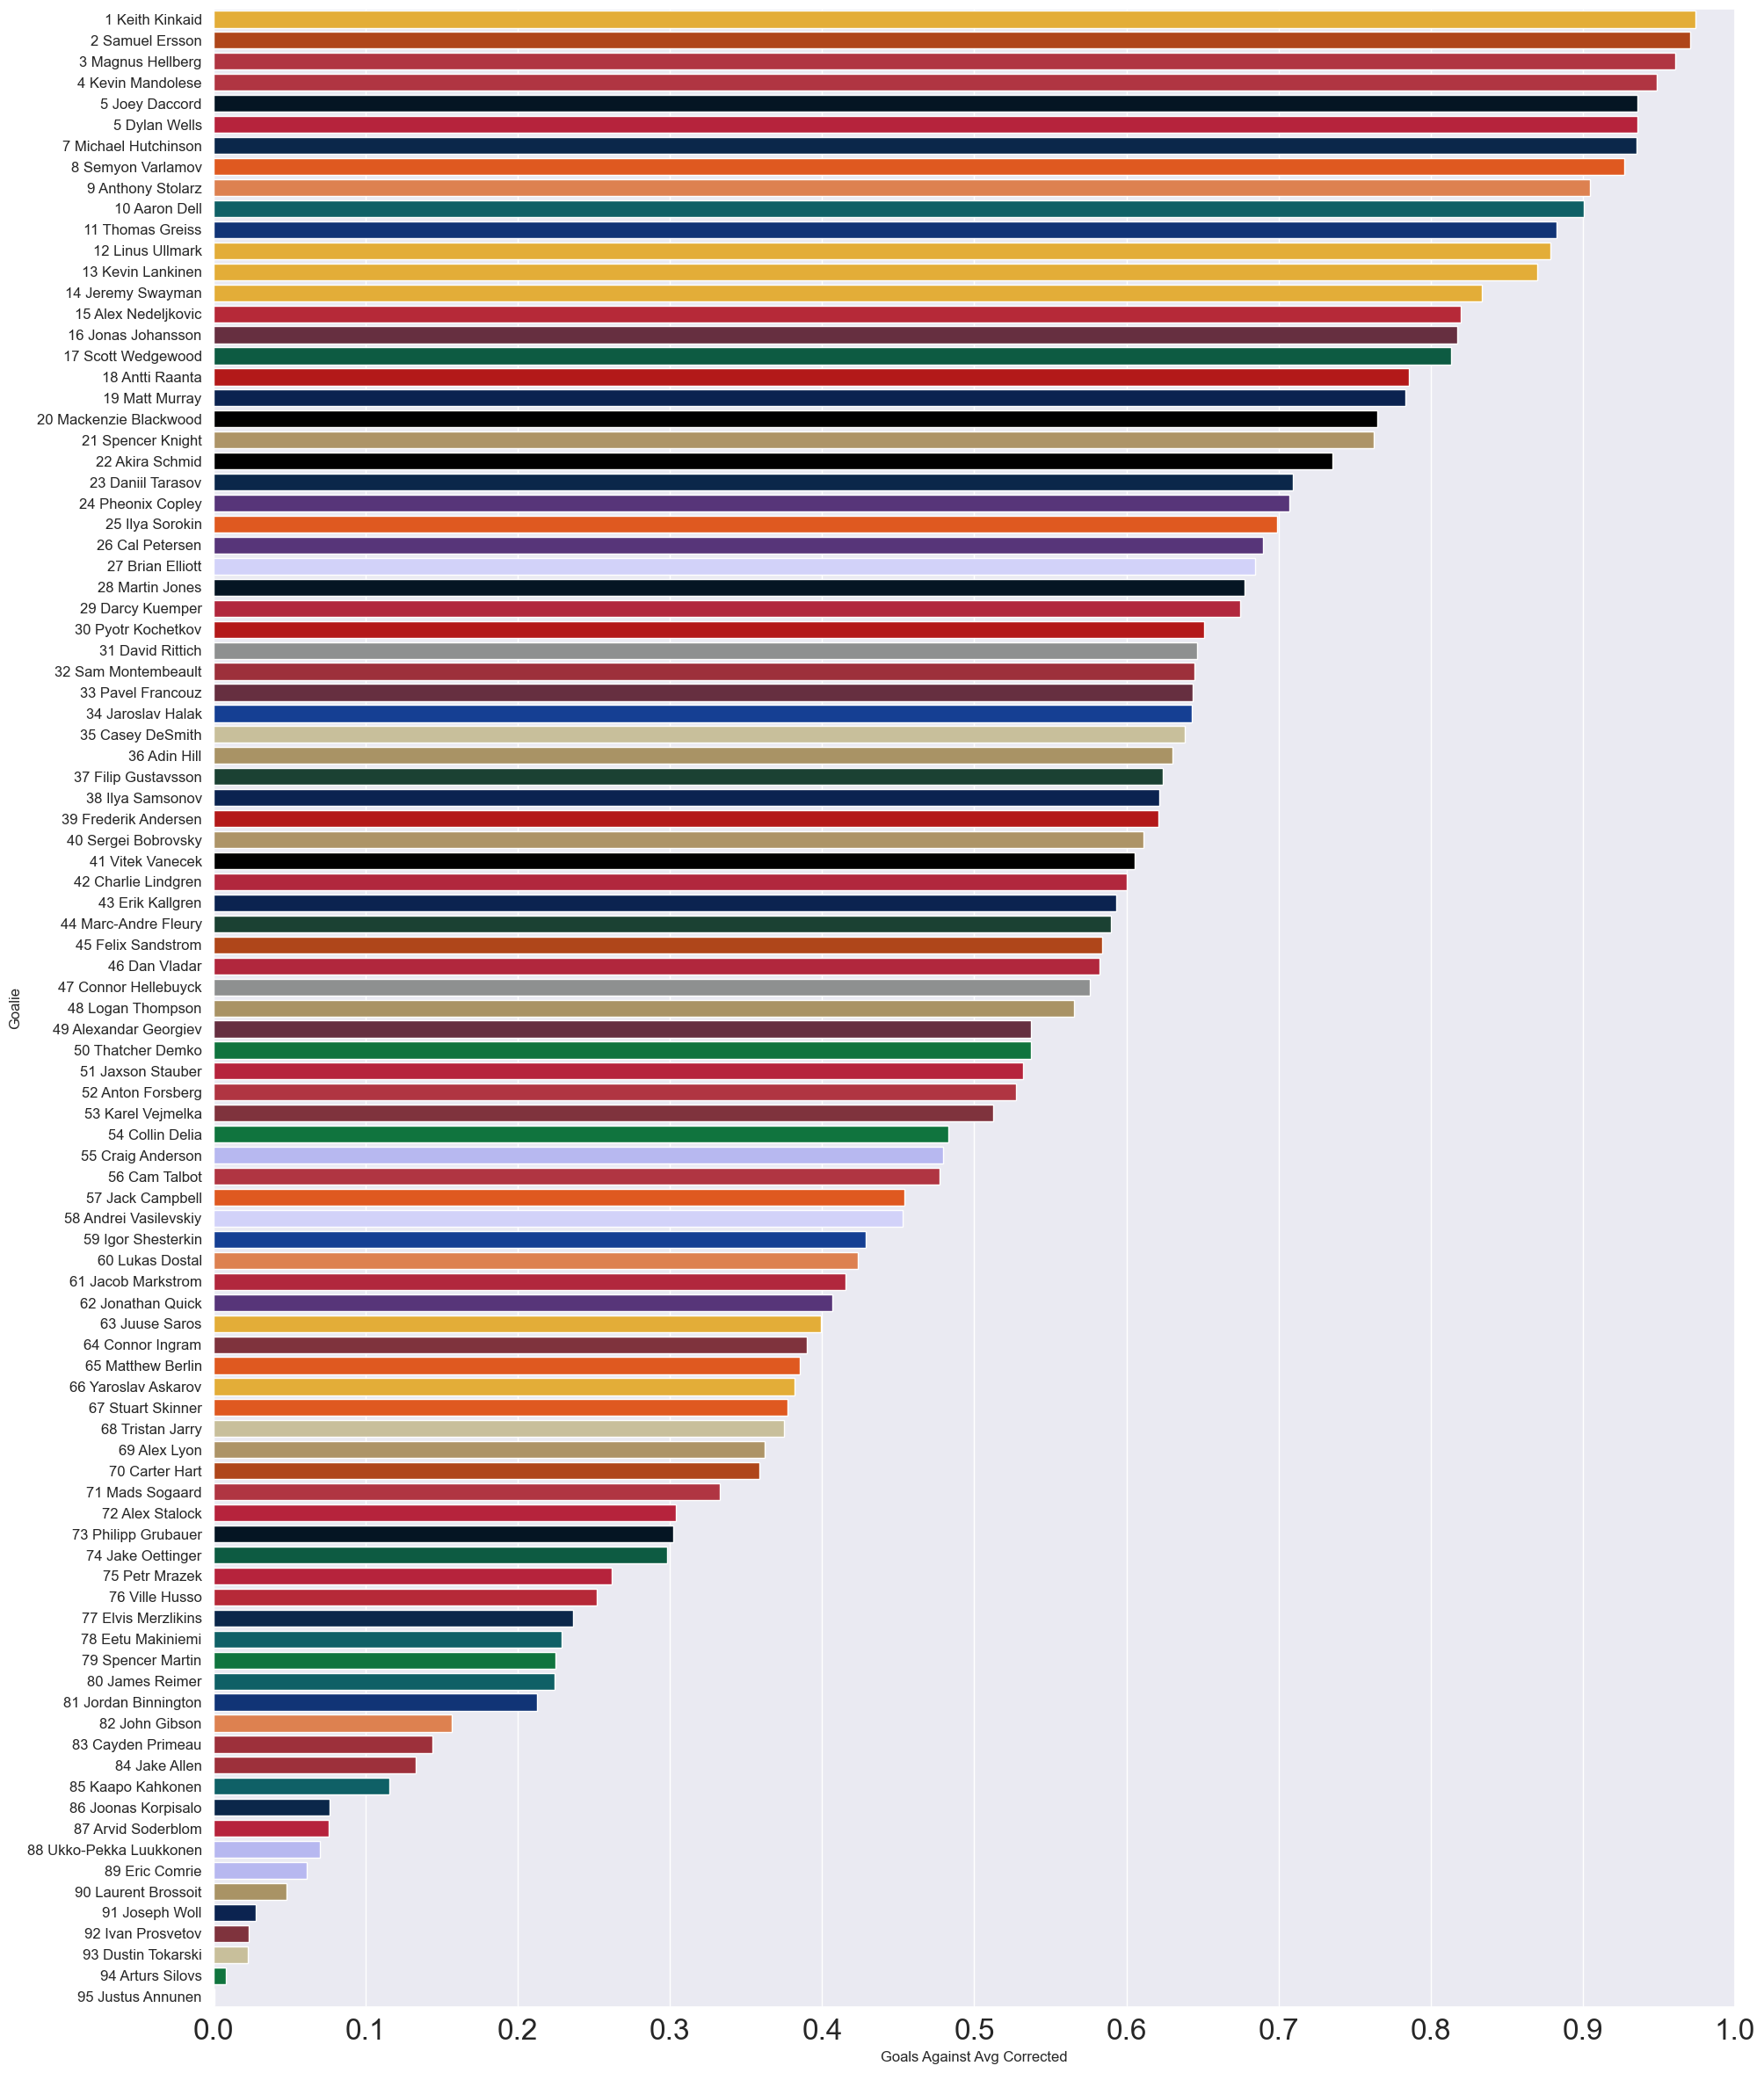 1 Keith Kinkaid
2 Samuel Ersson
3 Magnus Hellberg
4 Kevin Mandolese
5 Joey Daccord
5 Dylan Wells
7 Michael Hutchinson
8 Semyon Varlamov
9 Anthony Stolarz
10 Aaron Dell
11 Thomas Greiss
12 Linus Ullmark
13 Kevin Lankinen
14 Jeremy Swayman
15 Alex Nedeljkovic
16 Jonas Johansson
17 Scott Wedgewood
18 Antti Raanta
19 Matt Murray
20 Mackenzie Blackwood
21 Spencer Knight
22 Akira Schmid
23 Daniil Tarasov
24 Pheonix Copley
25 Ilya Sorokin
26 Cal Petersen
27 Brian Elliott
28 Martin Jones
29 Darcy Kuemper
30 Pyotr Kochetkov
31 David Rittich
32 Sam Montembeault
33 Pavel Francouz
34 Jaroslav Halak
35 Casey DeSmith
36 Adin Hill
37 Filip Gustavsson
38 Ilya Samsonov
39 Frederik Andersen
40 Sergei Bobrovsky
41 Vitek Vanecek
42 Charlie Lindgren
43 Erik Kallgren
44 Marc-Andre Fleury
45 Felix Sandstrom
46 Dan Vladar
47 Connor Hellebuyck
48 Logan Thompson
49 Alexandar Georgiev
50 Thatcher Demko
51 Jaxson Stauber
52 Anton Forsberg
53 Karel Vejmelka
54 Collin Delia
55 Craig Anderson
56 Cam Talbot
57 Jack Campbell
58 Andrei Vasilevskiy
59 Igor Shesterkin
60 Lukas Dostal
61 Jacob Markstrom
62 Jonathan Quick
63 Juuse Saros
64 Connor Ingram
65 Matthew Berlin
66 Yaroslav Askarov
67 Stuart Skinner
68 Tristan Jarry
69 Alex Lyon
70 Carter Hart
71 Mads Sogaard
72 Alex Stalock
73 Philipp Grubauer
74 Jake Oettinger
75 Petr Mrazek
76 Ville Husso
77 Elvis Merzlikins
78 Eetu Makiniemi
79 Spencer Martin
80 James Reimer
81 Jordan Binnington
82 John Gibson
83 Cayden Primeau
84 Jake Allen
85 Kaapo Kahkonen
86 Joonas Korpisalo
87 Arvid Soderblom
88 Ukko-Pekka Luukkonen
89 Eric Comrie
90 Laurent Brossoit
91 Joseph Woll
92 Ivan Prosvetov
93 Dustin Tokarski
94 Arturs Silovs
95 Justus Annunen
Goalie
0.0 0.1 0.2 0.3 0.4 0.5 0.6 0.7 0.8 0.9 1.0
Goals Against Avg Corrected